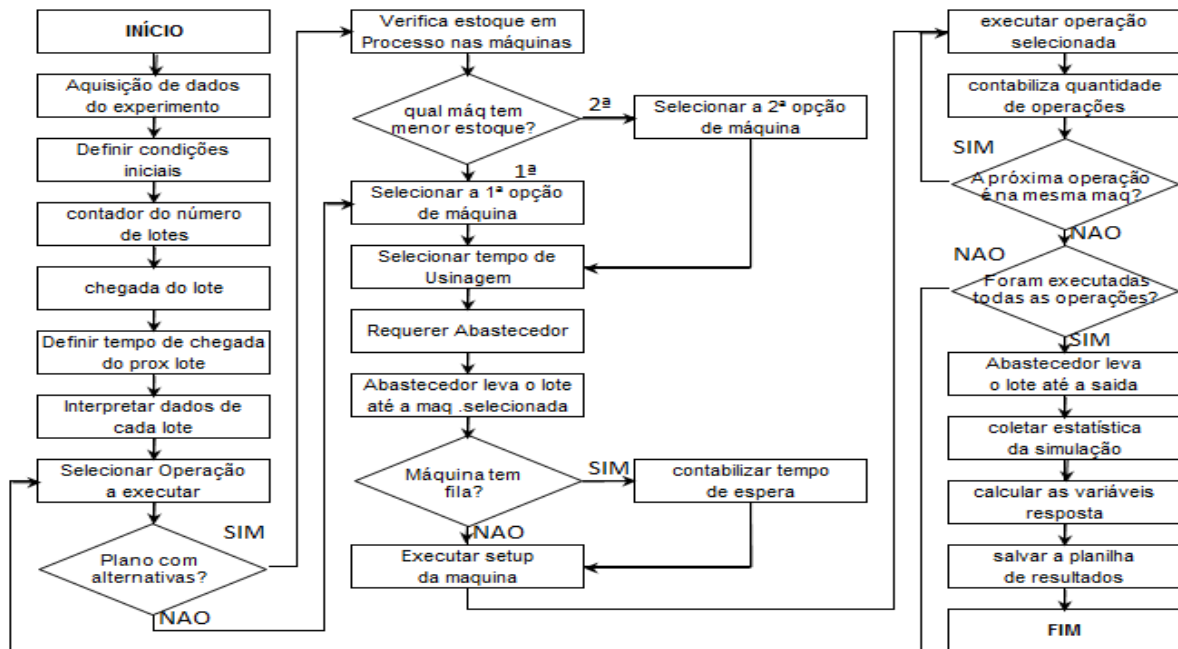 INÍCIO
Aquisição de dados
do experimento
Definir condições
iniciais
contador do número
de lotes
chegada do lote
Definir tempo de chegada
do prox lote
Interpretar dados de
cada lote
Selecionar Operação
a executar
SIM
Plano com
alternativas?
NAO
Verifica estoque em
Processo nas máquinas
qual máq tem
menor estoque?
2ª
Selecionar a 2ª opção
de máquina
1ª
Selecionar a 1ª opção
de máquina
Selecionar tempo de
Usinagem
Requerer Abastecedor
Abastecedor leva o lote
até a maq .selecionada
Máquina tem
fila?
SIM
contabilizar tempo
de espera
NAO
Executar setup
da maquina
executar operação
selecionada
contabiliza quantidade
de operações
SIM
A próxima operação
é na mesma maq?
NAO
NAO
Foram executadas
todas as operações?
SIM
Abastecedor leva
o lote até a saida
coletar estatística
da simulação
calcular as variáveis
resposta
salvar a planilha
de resultados
FIM